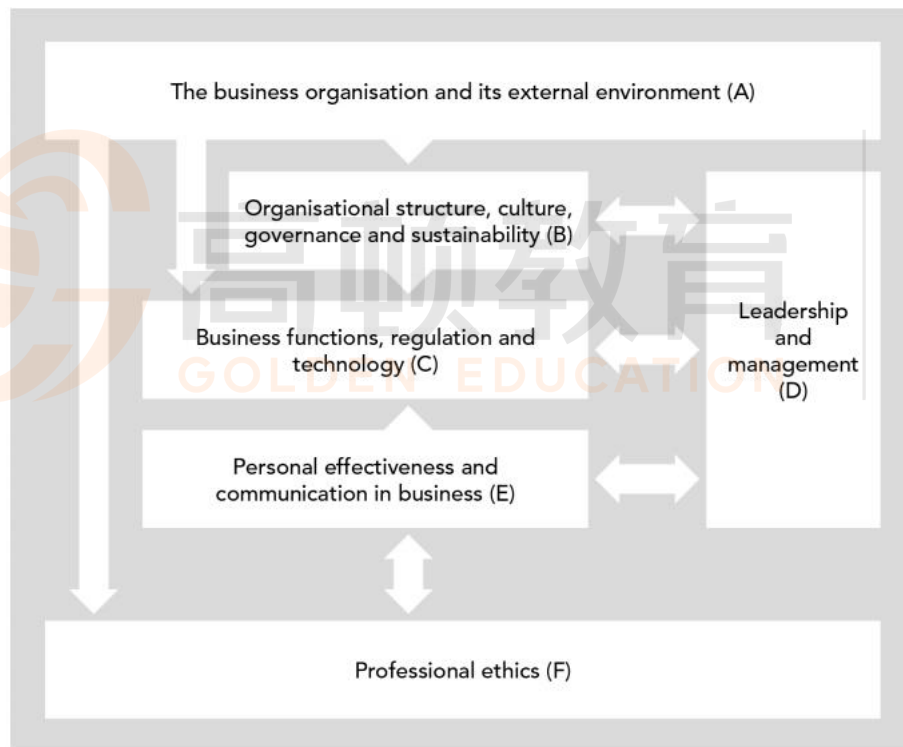 The business organisation and its external environment (A)
Organisational structure, culture,
governance and sustainability (B)
高顿教育
Business functions, regulation and
technology (C)
GOLDEN EDUCATION
Leadership
and
management
(D)
Personal effectiveness and
communication in business (E)
Professional ethics (F)